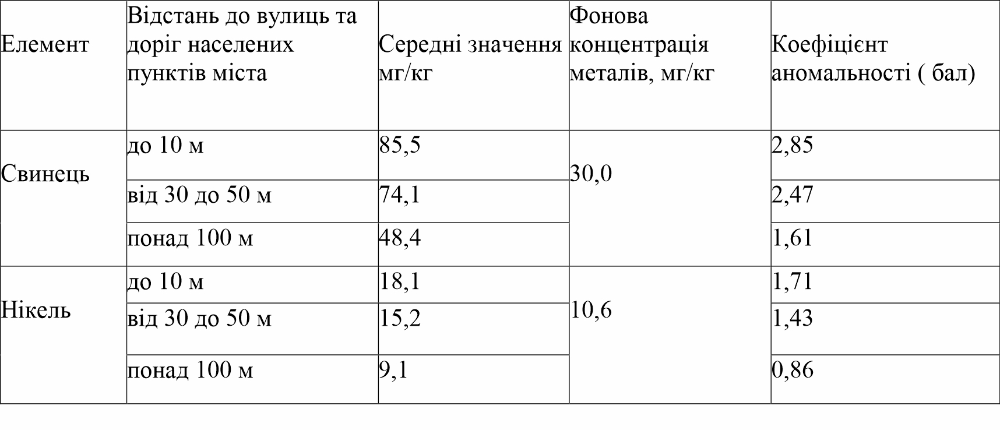 Елемент
Відстань до вулиць та
доріг населених
пунктів міста
Середні значення
мг/кг
Фонова
концентрація
металів, мг/кг
Коефіцієнт
аномальності ( бал)
Свинець
до 10 м
85,5
30,0
2,85
від 30 до 50 м
74,1
2,47
понад 100 м
48,4
1,61
Нікель
до 10 м
18,1
10,6
1,71
від 30 до 50 м
15,2
1,43
понад 100 м
9,1
0,86